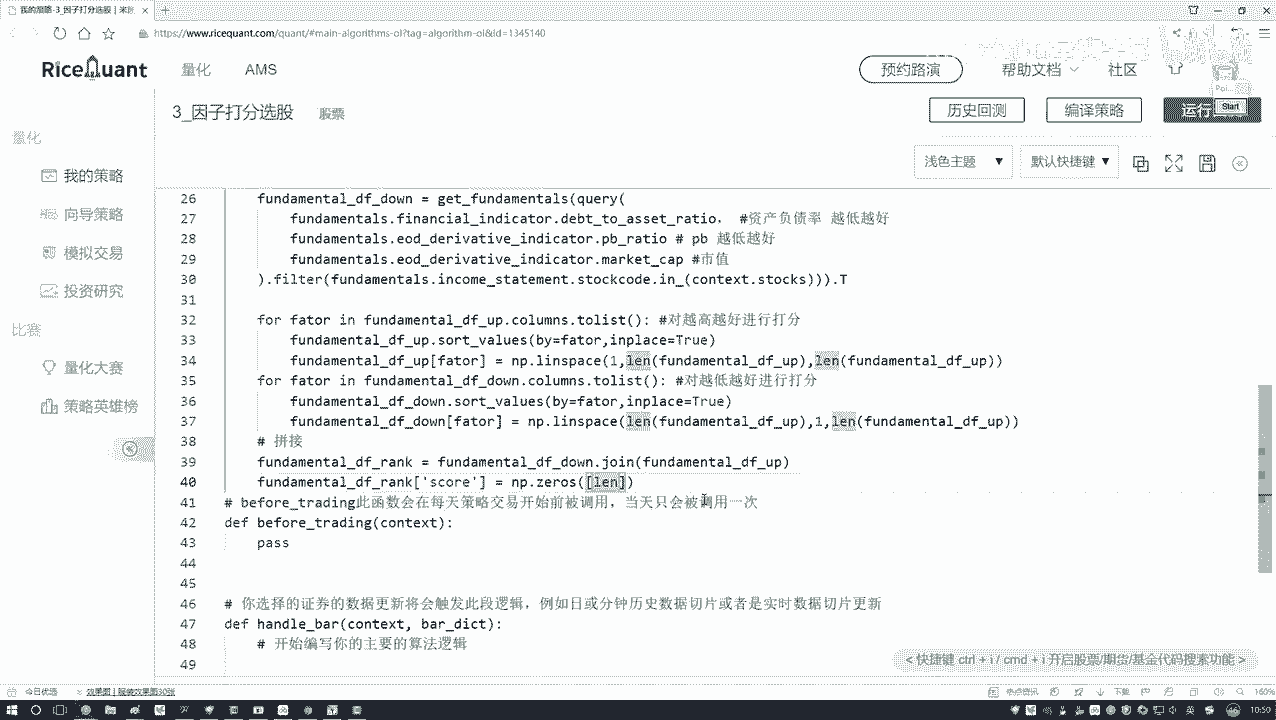 我的策略-3_因子打分选股
https://www.ricequant.com/quant/#main-algorithms-ol?tag=algorithm-ol&id=1345140
RiceQuant 量化 AMS 预约路演 帮助文档 社区
3_因子打分选股 股票 历史回测 编译策略 Start
量化
我的策略
向导策略
模拟交易
投资研究
比赛
量化大赛
策略英雄榜
浅色主题 默认快捷键
26 fundamental_df_down = get_fundamentals(query(
27 fundamentals.financial_indicator.debt_to_asset_ratio, #资产负债率 越低越好
28 fundamentals.eod_derivative_indicator.pb_ratio # pb 越低越好
29 fundamentals.eod_derivative_indicator.market_cap #市值
30 ).filter(fundamentals.income_statement.stockcode.in_(context.stocks))).T
31
32 for fator in fundamental_df_up.columns.tolist(): #对越高越好进行打分
33 fundamental_df_up.sort_values(by=fator,inplace=True)
34 fundamental_df_up[fator] = np.linspace(1,len(fundamental_df_up),len(fundamental_df_up))
35 for fator in fundamental_df_down.columns.tolist(): #对越低越好进行打分
36 fundamental_df_down.sort_values(by=fator,inplace=True)
37 fundamental_df_down[fator] = np.linspace(len(fundamental_df_up),1,len(fundamental_df_up))
38 # 拼接
39 fundamental_df_rank = fundamental_df_down.join(fundamental_df_up)
40 fundamental_df_rank['score'] = np.zeros([len])
41 # before_trading此函数会在每天策略交易开始前被调用，当天只会被调用一次
42 def before_trading(context):
43 pass
44
45
46 # 你选择的证券的数据更新将会触发此段逻辑，例如日或分钟历史数据切片或者是实时数据切片更新
47 def handle_bar(context, bar_dict):
48 # 开始编写你的主要的算法逻辑
49
< 快捷键 ctrl + i / cmd + i 开启股票/期货/基金代码搜索功能 >
今日优选 下载 160%
10:50